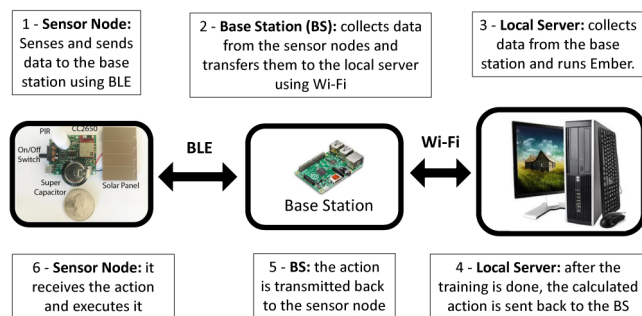 1 - Sensor Node:
Senses and sends
data to the base
station using BLE
2 - Base Station (BS): collects data
from the sensor nodes and
transfers them to the local server
using Wi-Fi
3 - Local Server: collects
data from the base
station and runs Ember.
PIR
CC2650
On/Off
Switch
Super
Capacitor
Solar Panel
BLE
Base Station
Wi-Fi
6 - Sensor Node: it
receives the action
and executes it
5 - BS: the action
is transmitted back
to the sensor node
4 - Local Server: after the
training is done, the calculated
action is sent back to the BS